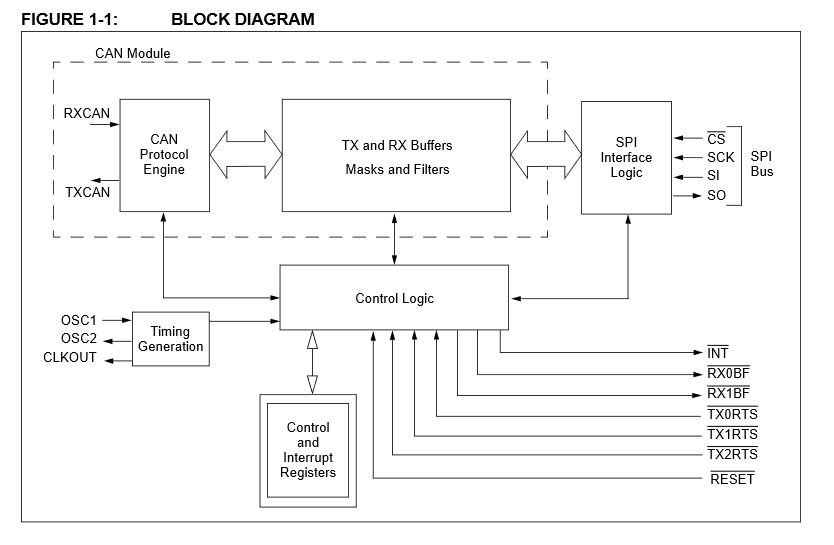 FIGURE 1-1: BLOCK DIAGRAM
CAN Module
RXCAN
TXCAN
CAN
Protocol
Engine
TX and RX Buffers
Masks and Filters
SPI
Interface
Logic
CS
SCK
SI
SO
SPI
Bus
Control Logic
OSC1
OSC2
CLKOUT
Timing
Generation
Control
and
Interrupt
Registers
INT
RX0BF
RX1BF
TX0RTS
TX1RTS
TX2RTS
RESET